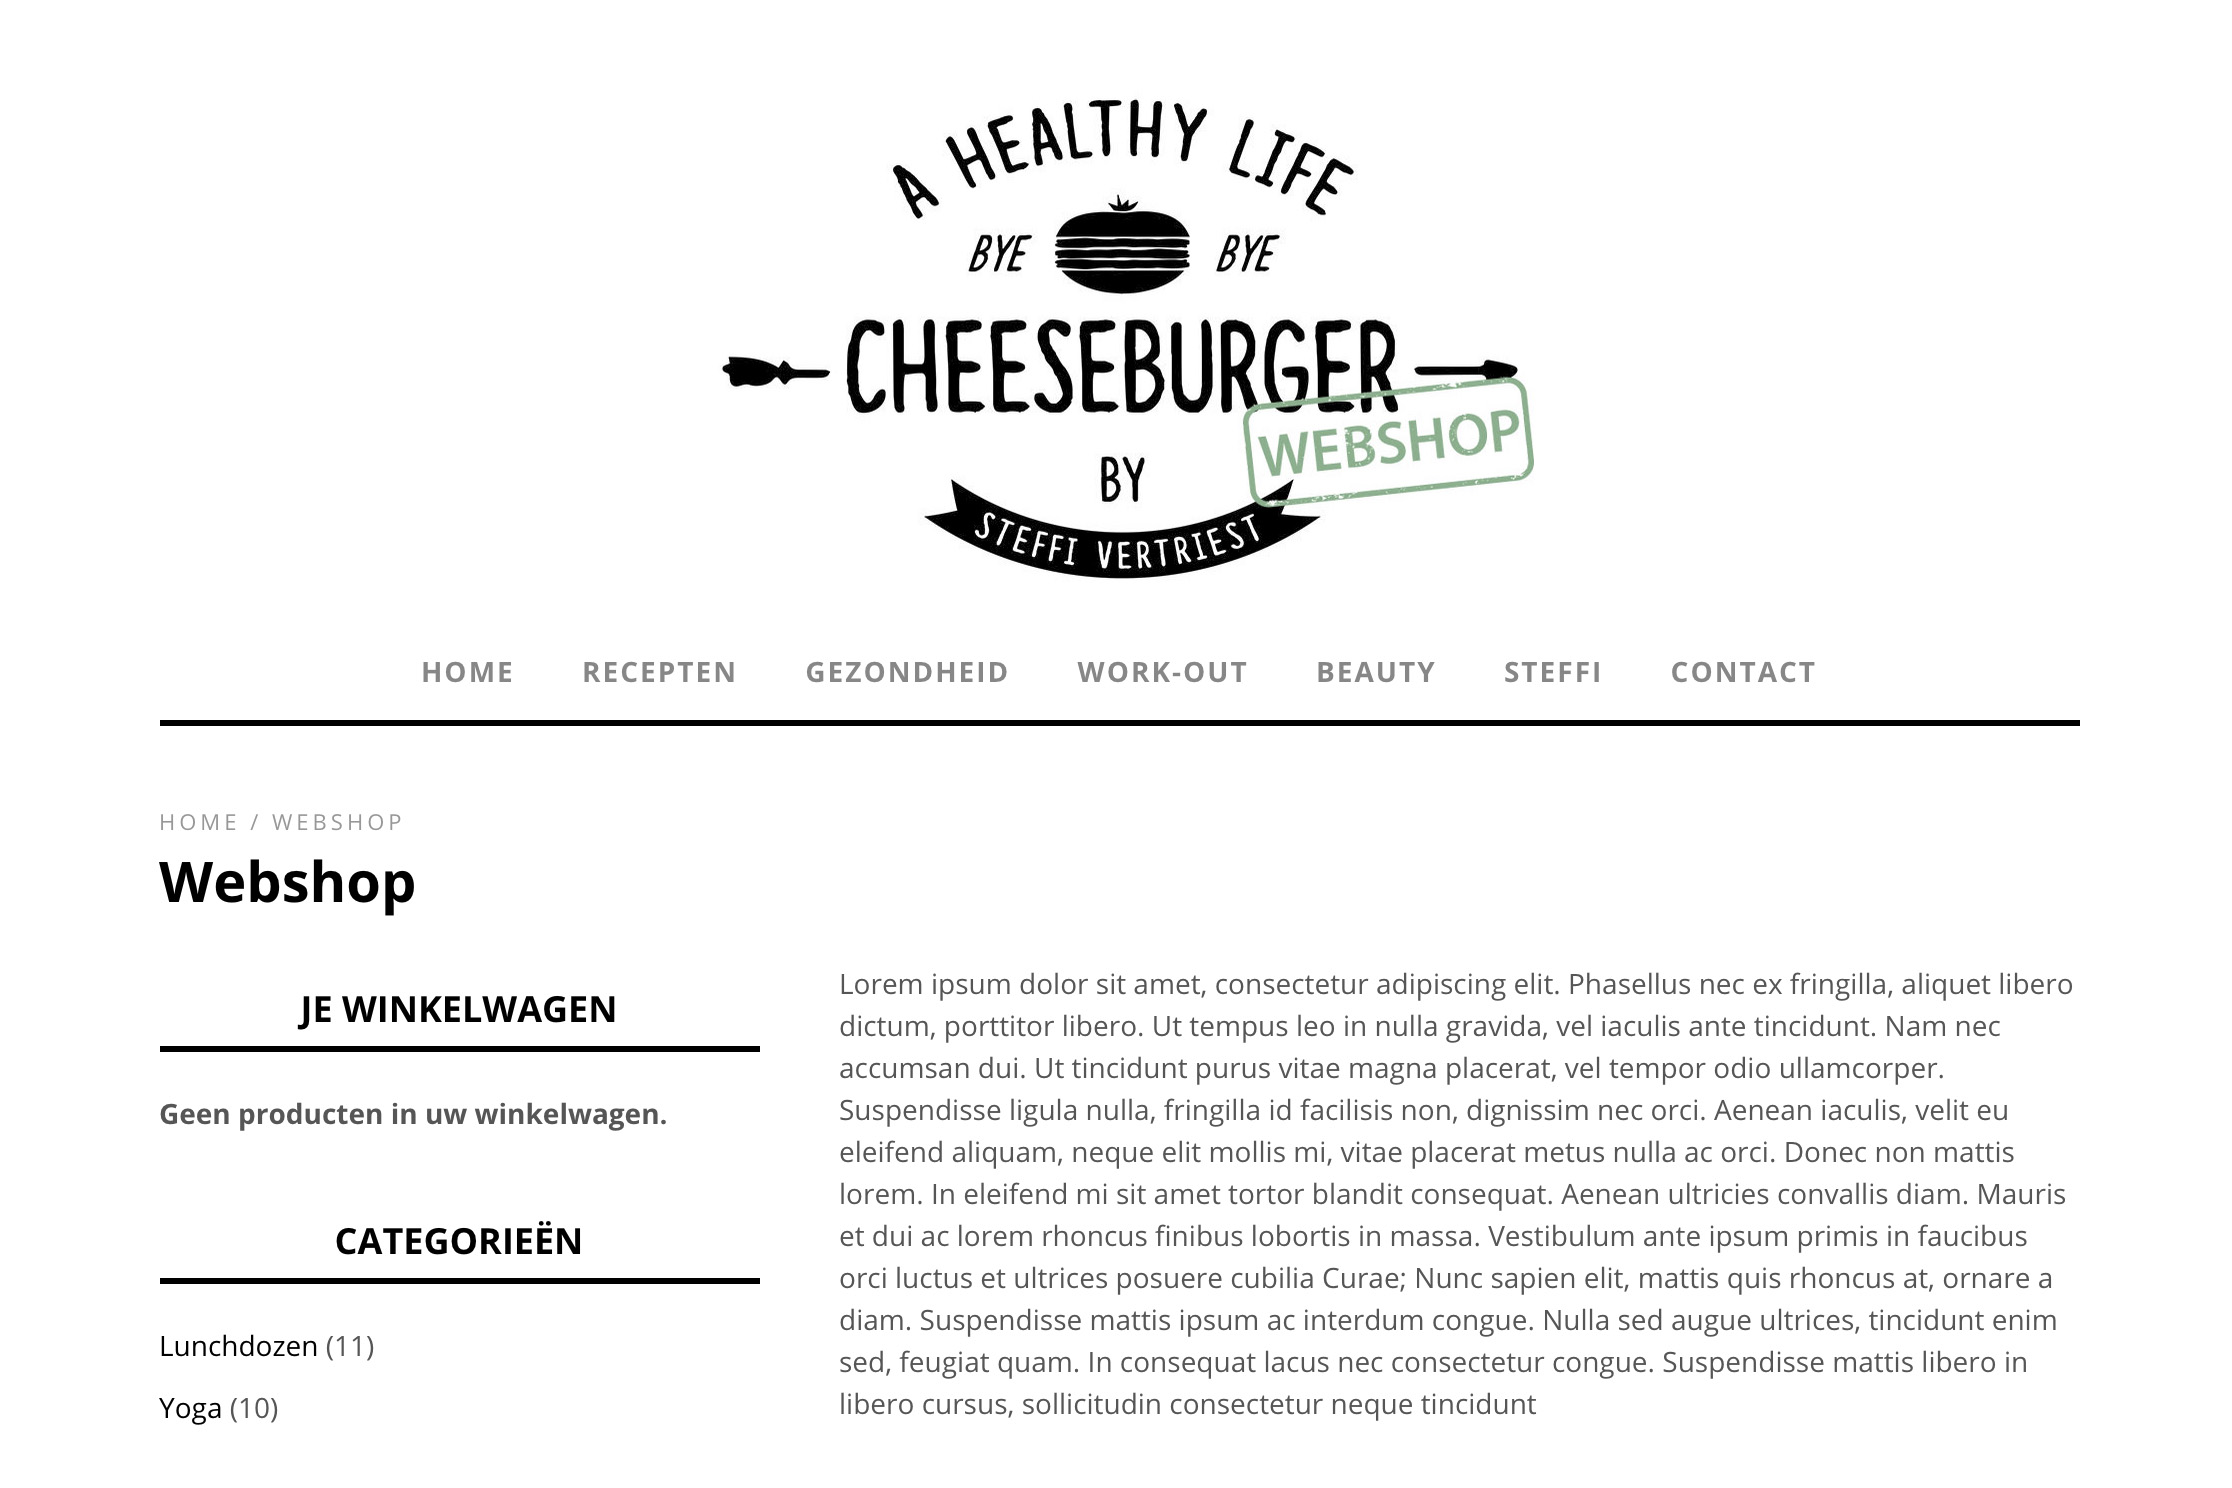 A HEALTHY LIFE
BYE BYE
CHEESEBURGER
WEBSHOP
BY
STEFFI VERTRIEST
HOME RECEPTEN GEZONDHEID WORK-OUT BEAUTY STEFFI CONTACT
HOME / WEBSHOP
Webshop
JE WINKELWAGEN
Geen producten in uw winkelwagen.
CATEGORIEËN
Lunchdozen (11)
Yoga (10)
Lorem ipsum dolor sit amet, consectetur adipiscing elit. Phasellus nec ex fringilla, aliquet libero
dictum, porttitor libero. Ut tempus leo in nulla gravida, vel iaculis ante tincidunt. Nam nec
accumsan dui. Ut tincidunt purus vitae magna placerat, vel tempor odio ullamcorper.
Suspendisse ligula nulla, fringilla id facilisis non, dignissim nec orci. Aenean iaculis, velit eu
eleifend aliquam, neque elit mollis mi, vitae placerat metus nulla ac orci. Donec non mattis
lorem. In eleifend mi sit amet tortor blandit consequat. Aenean ultricies convallis diam. Mauris
et dui ac lorem rhoncus finibus lobortis in massa. Vestibulum ante ipsum primis in faucibus
orci luctus et ultrices posuere cubilia Curae; Nunc sapien elit, mattis quis rhoncus at, ornare a
diam. Suspendisse mattis ipsum ac interdum congue. Nulla sed augue ultrices, tincidunt enim
sed, feugiat quam. In consequat lacus nec consectetur congue. Suspendisse mattis libero in
libero cursus, sollicitudin consectetur neque tincidunt